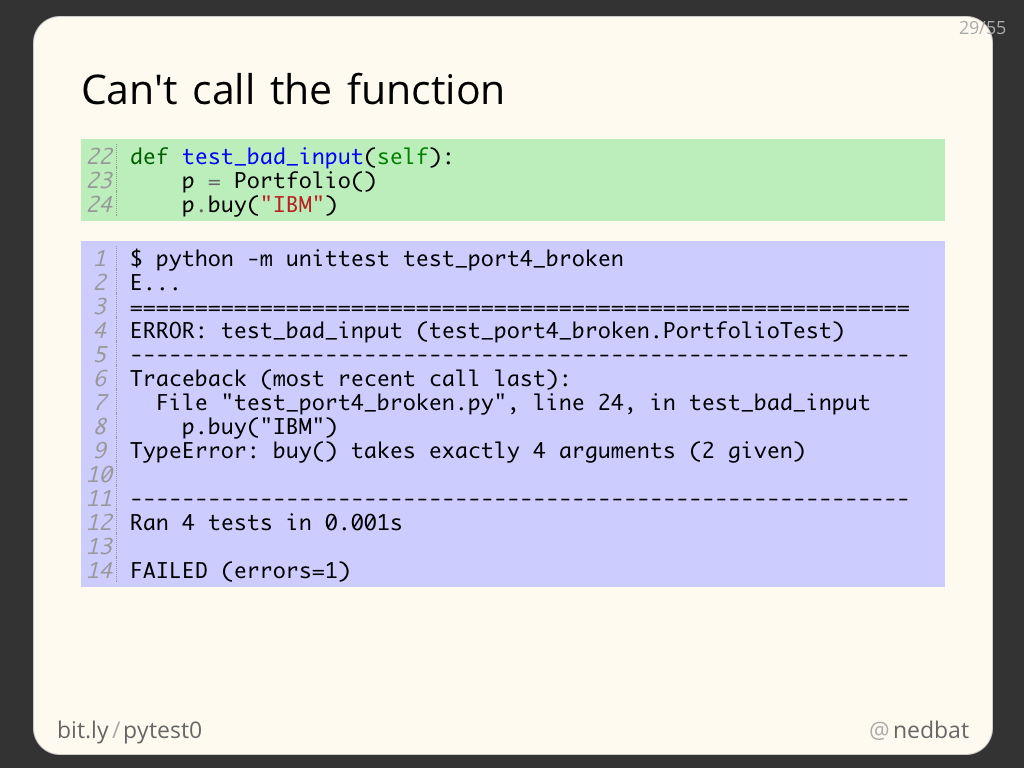 29/55
Can't call the function
22 def test_bad_input(self):
23     p = Portfolio()
24     p.buy("IBM")
1 $ python -m unittest test_port4_broken
2 E...
3 ============================================================
4 ERROR: test_bad_input (test_port4_broken.PortfolioTest)
5 ------------------------------------------------------------
6 Traceback (most recent call last):
7   File "test_port4_broken.py", line 24, in test_bad_input
8     p.buy("IBM")
9 TypeError: buy() takes exactly 4 arguments (2 given)
10
11 ------------------------------------------------------------
12 Ran 4 tests in 0.001s
13
14 FAILED (errors=1)
bit.ly/pytest0
@nedbat